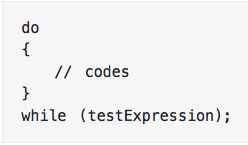 do
{
    // codes
}
while (testExpression);